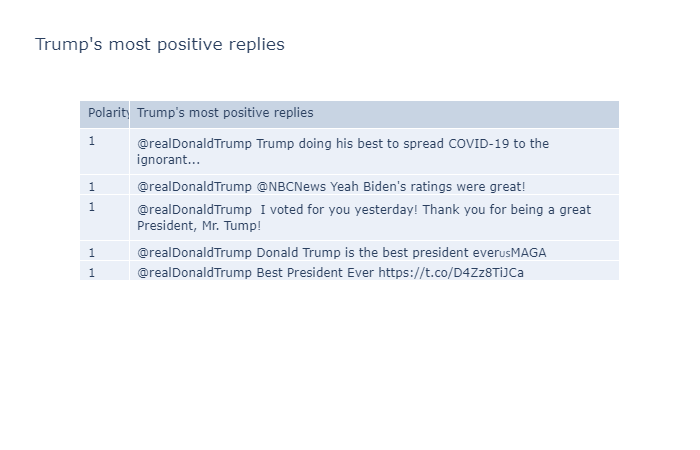 Trump's most positive replies
Polarity Trump's most positive replies
1 @realDonaldTrump Trump doing his best to spread COVID-19 to the
ignorant...
1 @realDonaldTrump @NBCNews Yeah Biden's ratings were great!
1 @realDonaldTrump  I voted for you yesterday! Thank you for being a great
President, Mr. Tump!
1 @realDonaldTrump Donald Trump is the best president everusMAGA
1 @realDonaldTrump Best President Ever https://t.co/D4Zz8TiJCa